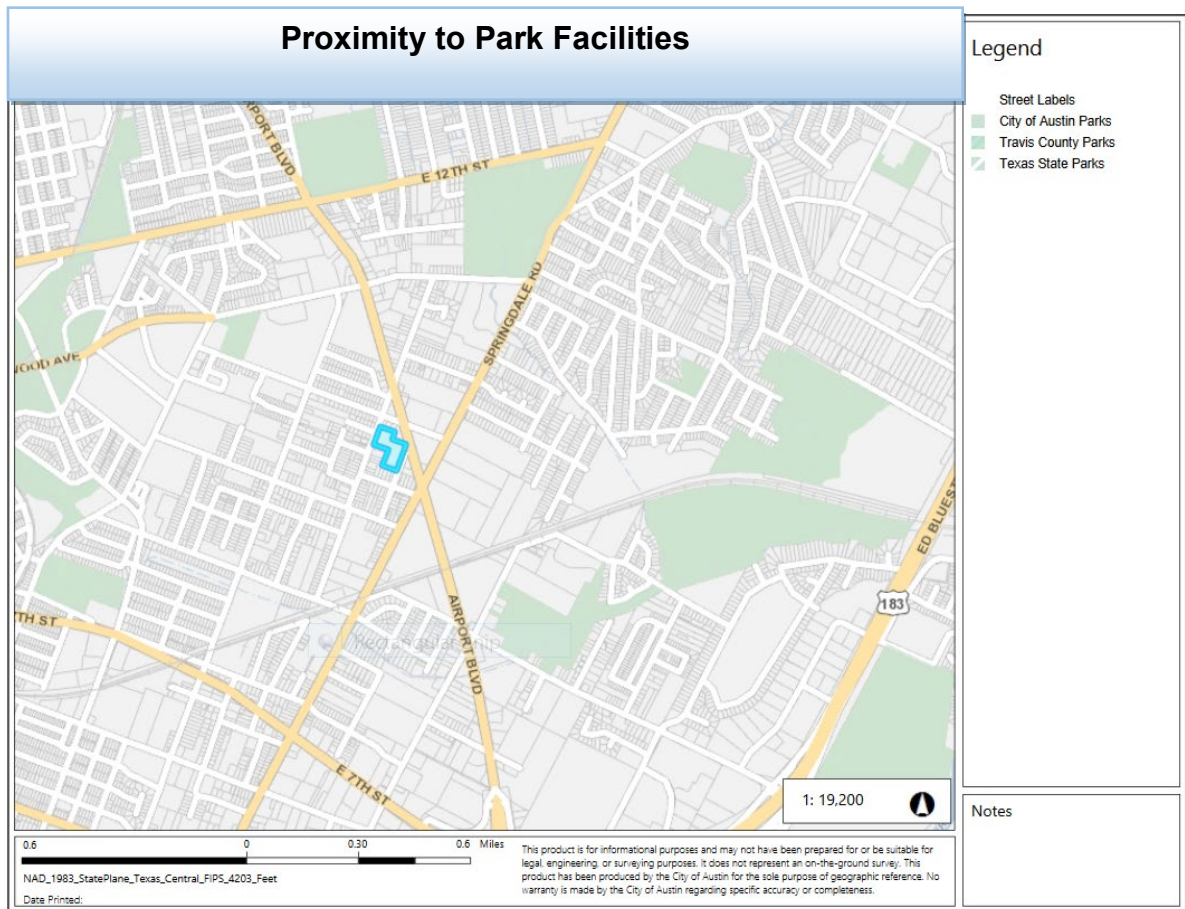 Proximity to Park Facilities
Legend
Street Labels
City of Austin Parks
Travis County Parks
Texas State Parks
RPORT BLVD
E 12TH ST
SPRINGDALE RD
WOOD AVE
ED BLUEST
183
TH ST
AIRPORT BLVD
Rectangular Snip
E 7TH ST
1: 19,200
Notes
0.6 0 0.30 0.6 Miles
NAD_1983_StatePlane_Texas_Central_FIPS_4203_Feet
Date Printed:
This product is for informational purposes and may not have been prepared for or be suitable for
legal, engineering, or surveying purposes. It does not represent an on-the-ground survey. This
product has been produced by the City of Austin for the sole purpose of geographic reference. No
warranty is made by the City of Austin regarding specific accuracy or completeness.